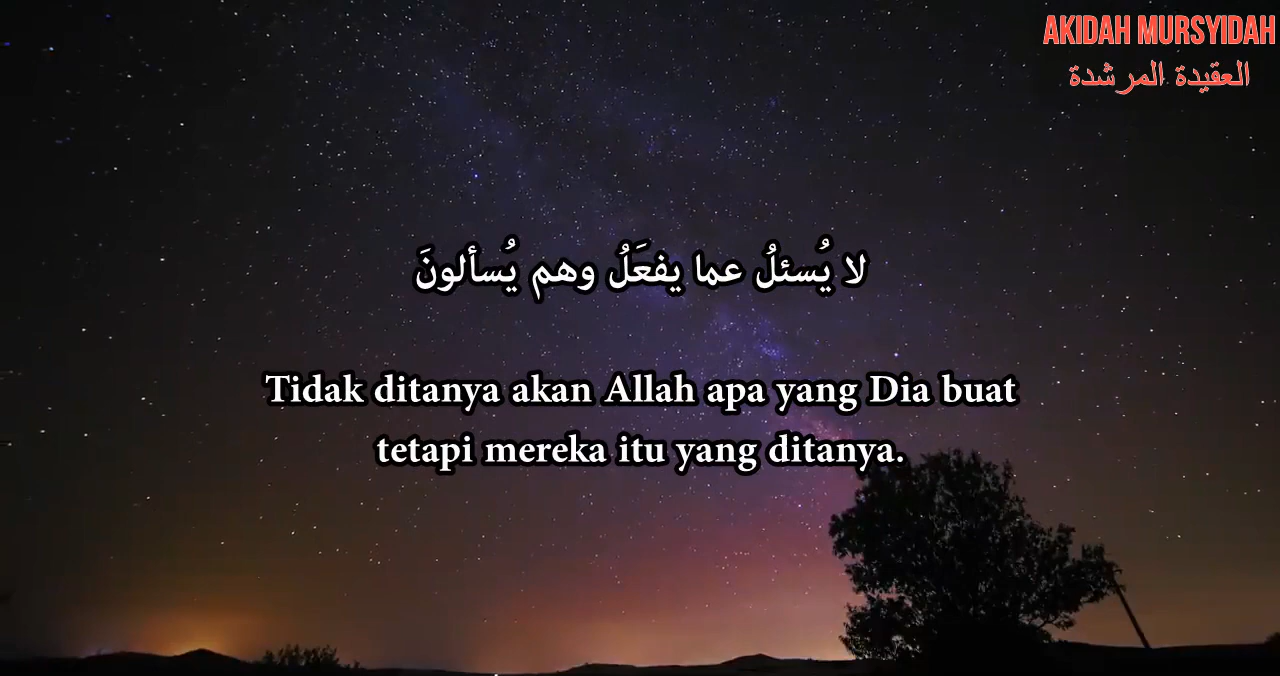 AKIDAH MURSYIDAH
العقيدة المرشدة
لا يُسئلُ عما يفعَلُ وهم يُسألونَ
Tidak ditanya akan Allah apa yang Dia buat
tetapi mereka itu yang ditanya.